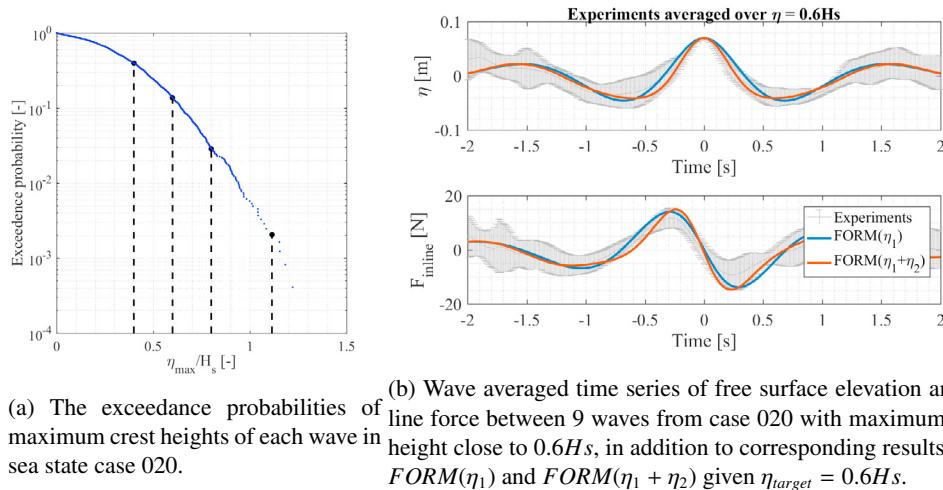 10^0
10^-1
10^-2
10^-3
10^-4
Exceedence probability [-]
0
0.5
1
1.5
η_max/H_s [-]
Experiments averaged over η = 0.6Hs
0.1
0
-0.1
η [m]
-2 -1.5 -1 -0.5 0 0.5 1 1.5 2
Time [s]
20
0
-20
F_inline [N]
Experiments
FORM(η_1)
FORM(η_1+η_2)
-2 -1.5 -1 -0.5 0 0.5 1 1.5 2
Time [s]
(a) The exceedance probabilities of
maximum crest heights of each wave in
sea state case 020.
(b) Wave averaged time series of free surface elevation an
line force between 9 waves from case 020 with maximum
height close to 0.6Hs, in addition to corresponding results
FORM(η_1) and FORM(η_1 + η_2) given η_target = 0.6Hs.